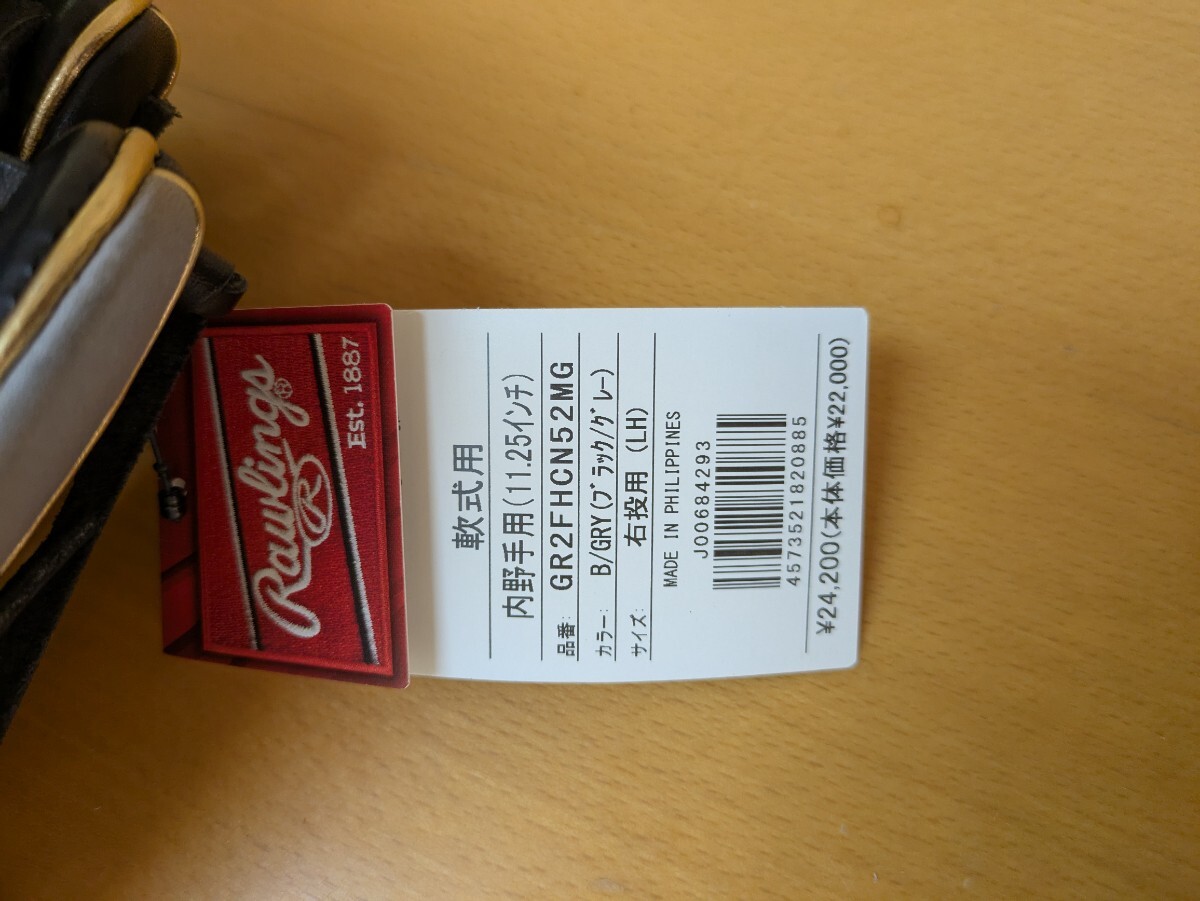 Rawlings
R
Est. 1887
軟式用
内野手用(11.25インチ)
品番: GR2FHCN52MG
カラー: B/GRY(ブラック/グレー)
サイズ: 右投用 (LH)
MADE IN PHILIPPINES
J00684293
4573521820885
¥24,200(本体価格¥22,000)